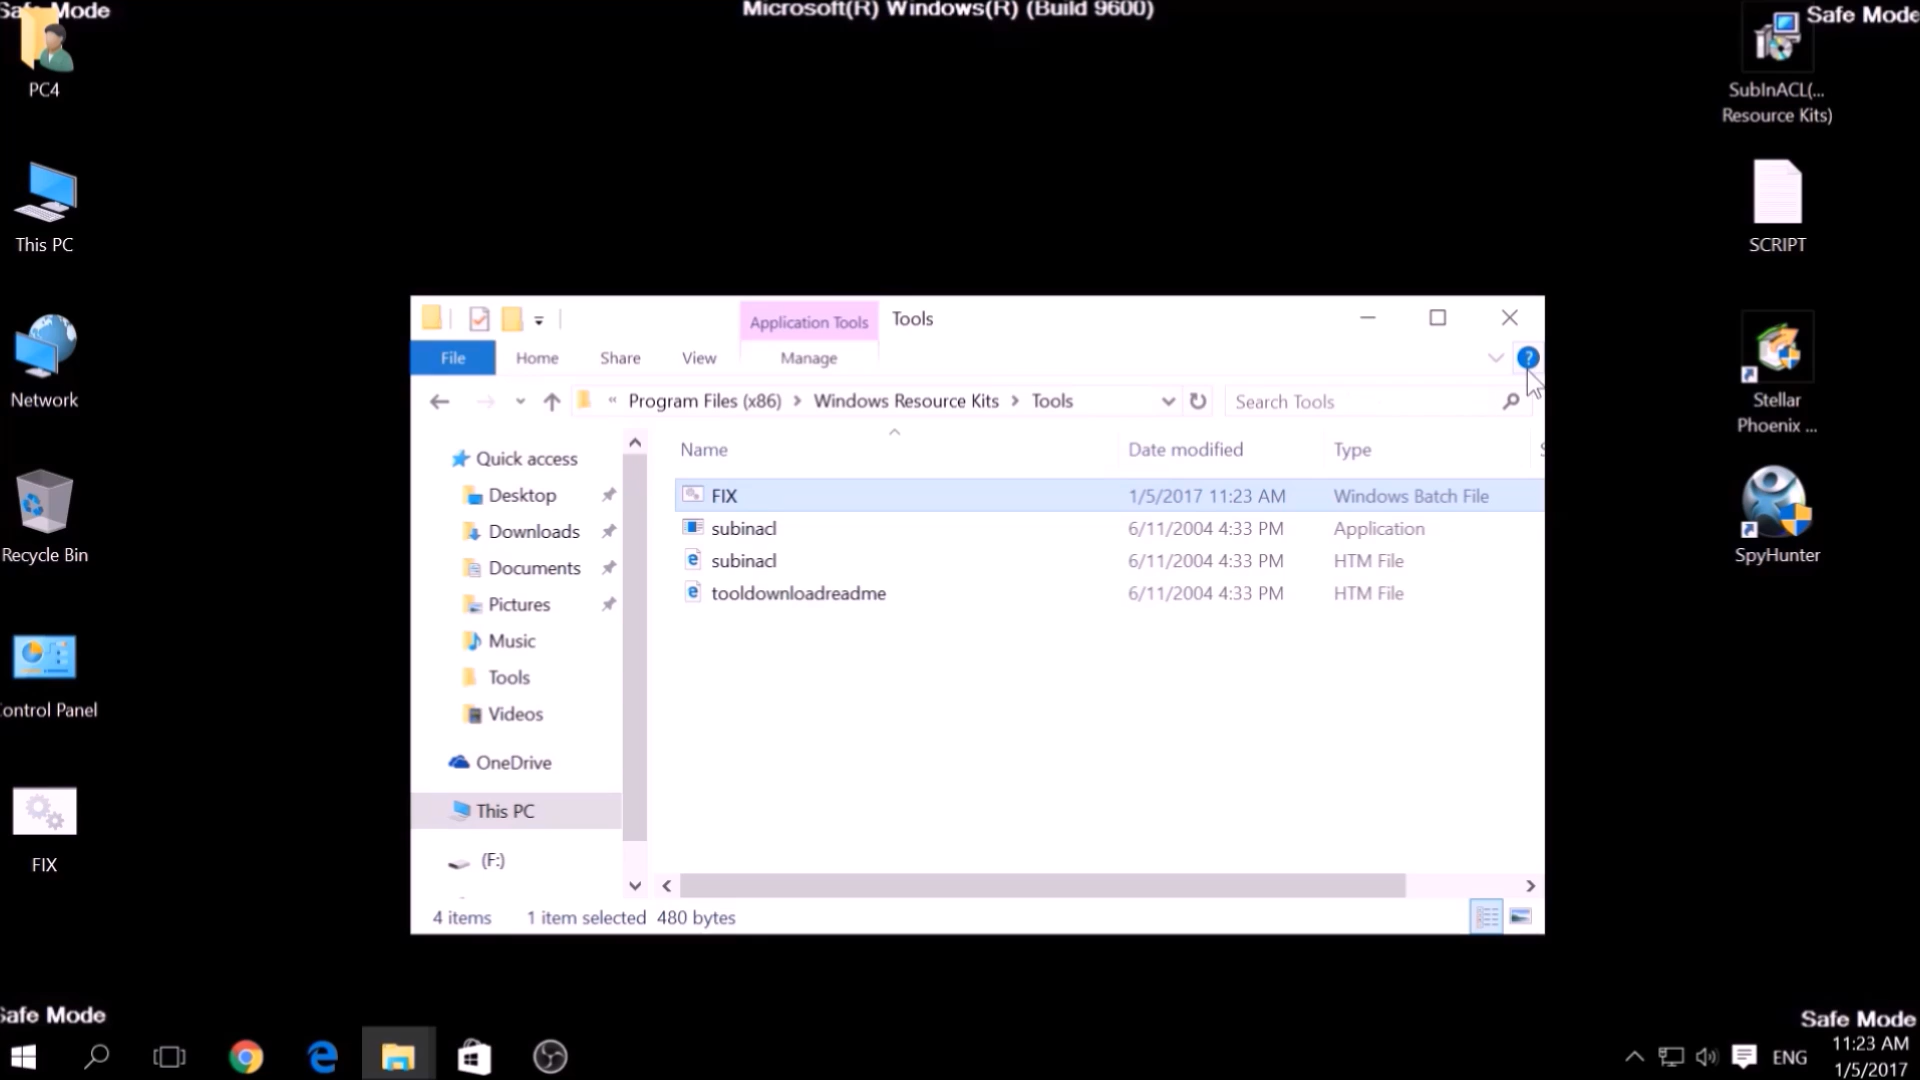 Safe Mode
Microsoft(R) Windows(R) (Build 9600)
Safe Mode
PC4
This PC
Network
Recycle Bin
ontrol Panel
FIX
SubInACL(...
Resource Kits)
SCRIPT
Stellar
Phoenix ...
SpyHunter
Application Tools
Tools
File
Home
Share
View
Manage
?
« Program Files (x86) > Windows Resource Kits > Tools
Search Tools
Quick access
Desktop
Downloads
Documents
Pictures
Music
Tools
Videos
OneDrive
This PC
(F:)
Name Date modified Type
FIX 1/5/2017 11:23 AM Windows Batch File
subinacl 6/11/2004 4:33 PM Application
subinacl 6/11/2004 4:33 PM HTM File
tooldownloadreadme 6/11/2004 4:33 PM HTM File
4 items 1 item selected 480 bytes
Safe Mode
Safe Mode
ENG
11:23 AM
1/5/2017